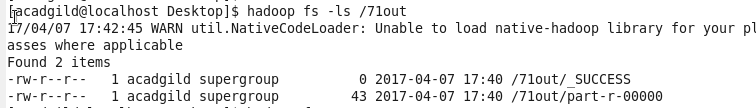 [acadgild@localhost Desktop]$ hadoop fs -ls /71out
17/04/07 17:42:45 WARN util.NativeCodeLoader: Unable to load native-hadoop library for your pl
asses where applicable
Found 2 items
-rw-r--r--   1 acadgild supergroup          0 2017-04-07 17:40 /71out/_SUCCESS
-rw-r--r--   1 acadgild supergroup         43 2017-04-07 17:40 /71out/part-r-00000